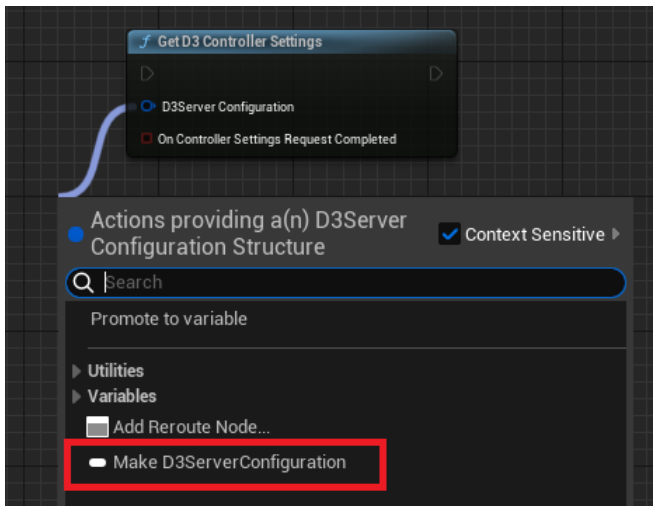 f Get D3 Controller Settings
D3Server Configuration
On Controller Settings Request Completed
Actions providing a(n) D3Server
Configuration Structure
Context Sensitive
Search
Promote to variable
Utilities
Variables
Add Reroute Node...
Make D3ServerConfiguration